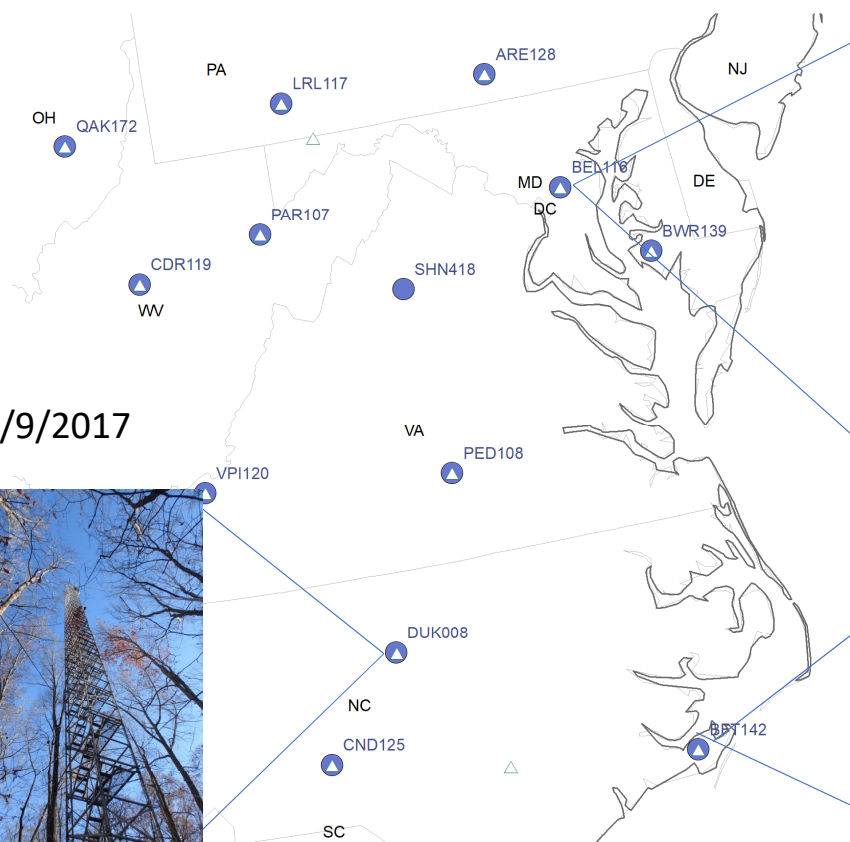 ARE128
PA
NJ
LRL117
OH
QAK172
BEL116
MD
DE
DC
PAR107
BWR139
CDR119
SHN418
WV
/9/2017
VA
PED108
VPI120
DUK008
NC
BFT142
CND125
SC